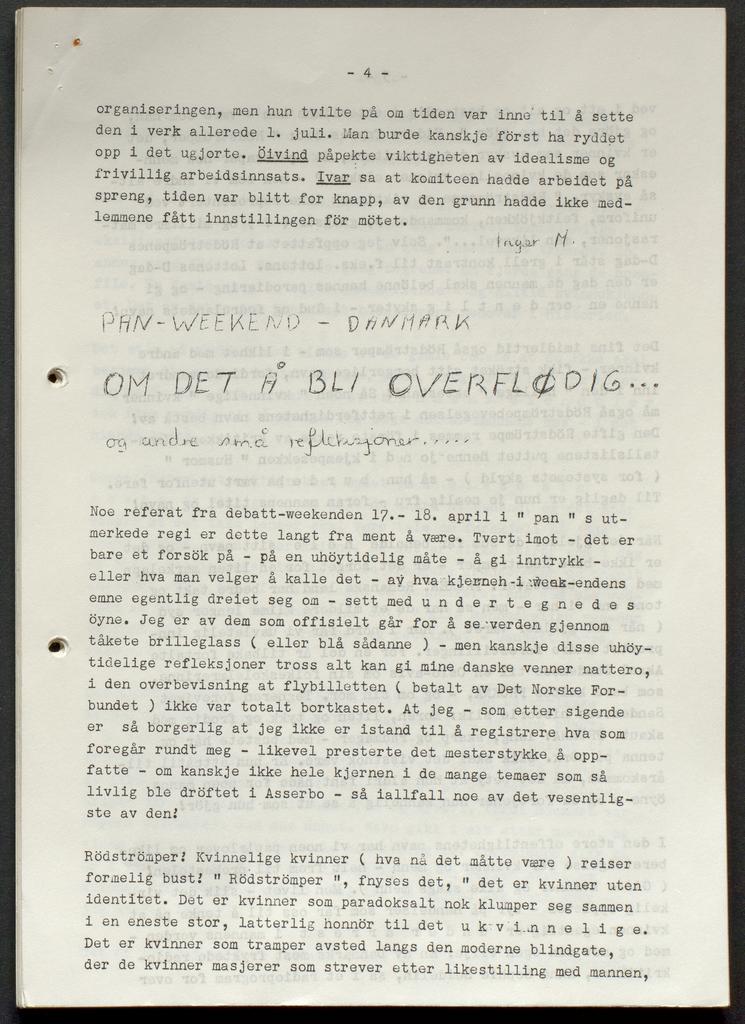 - 4 -
organiseringen, men hun tvilte på om tiden var inne til å sette
den i verk allerede 1. juli. Man burde kanskje först ha ryddet
opp i det ugjorte. Öivind påpekte viktigheten av idealisme og
frivillig arbeidsinnsats. Ivar sa at komiteen hadde arbeidet på
spreng, tiden var blitt for knapp, av den grunn hadde ikke med-
lemmene fått innstillingen för mötet.
Inger M.
PAN-WEEKEND - DANMARK
OM DET Å BLI OVERFLØDIG...
og andre små refleksjoner.....
Noe referat fra debatt-weekenden 17.- 18. april i " pan " s ut-
merkede regi er dette langt fra ment å være. Tvert imot - det er
bare et forsök på - på en uhöytidelig måte - å gi inntrykk -
eller hva man velger å kalle det - av hva kjernen i week-endens
emne egentlig dreiet seg om - sett med u n d e r t e g n e d e s
öyne. Jeg er av dem som offisielt går for å se verden gjennom
tåkete brilleglass ( eller blå sådanne ) - men kanskje disse uhöy-
tidelige refleksjoner tross alt kan gi mine danske venner nattero,
i den overbevisning at flybilletten ( betalt av Det Norske For-
bundet ) ikke var totalt bortkastet. At jeg - som etter sigende
er så borgerlig at jeg ikke er istand til å registrere hva som
foregår rundt meg - likevel presterte det mesterstykke å opp-
fatte - om kanskje ikke hele kjernen i de mange temaer som så
livlig ble dröftet i Asserbo - så iallfall noe av det vesentlig-
ste av den!
Rödströmper! Kvinnelige kvinner ( hva nå det måtte være ) reiser
formelig bust! " Rödströmper ", fnyses det, " det er kvinner uten
identitet. Det er kvinner som paradoksalt nok klumper seg sammen
i en eneste stor, latterlig honnör til det u k v i n n e l i g e.
Det er kvinner som tramper avsted langs den moderne blindgate,
der de kvinner masjerer som strever etter likestilling med mannen,